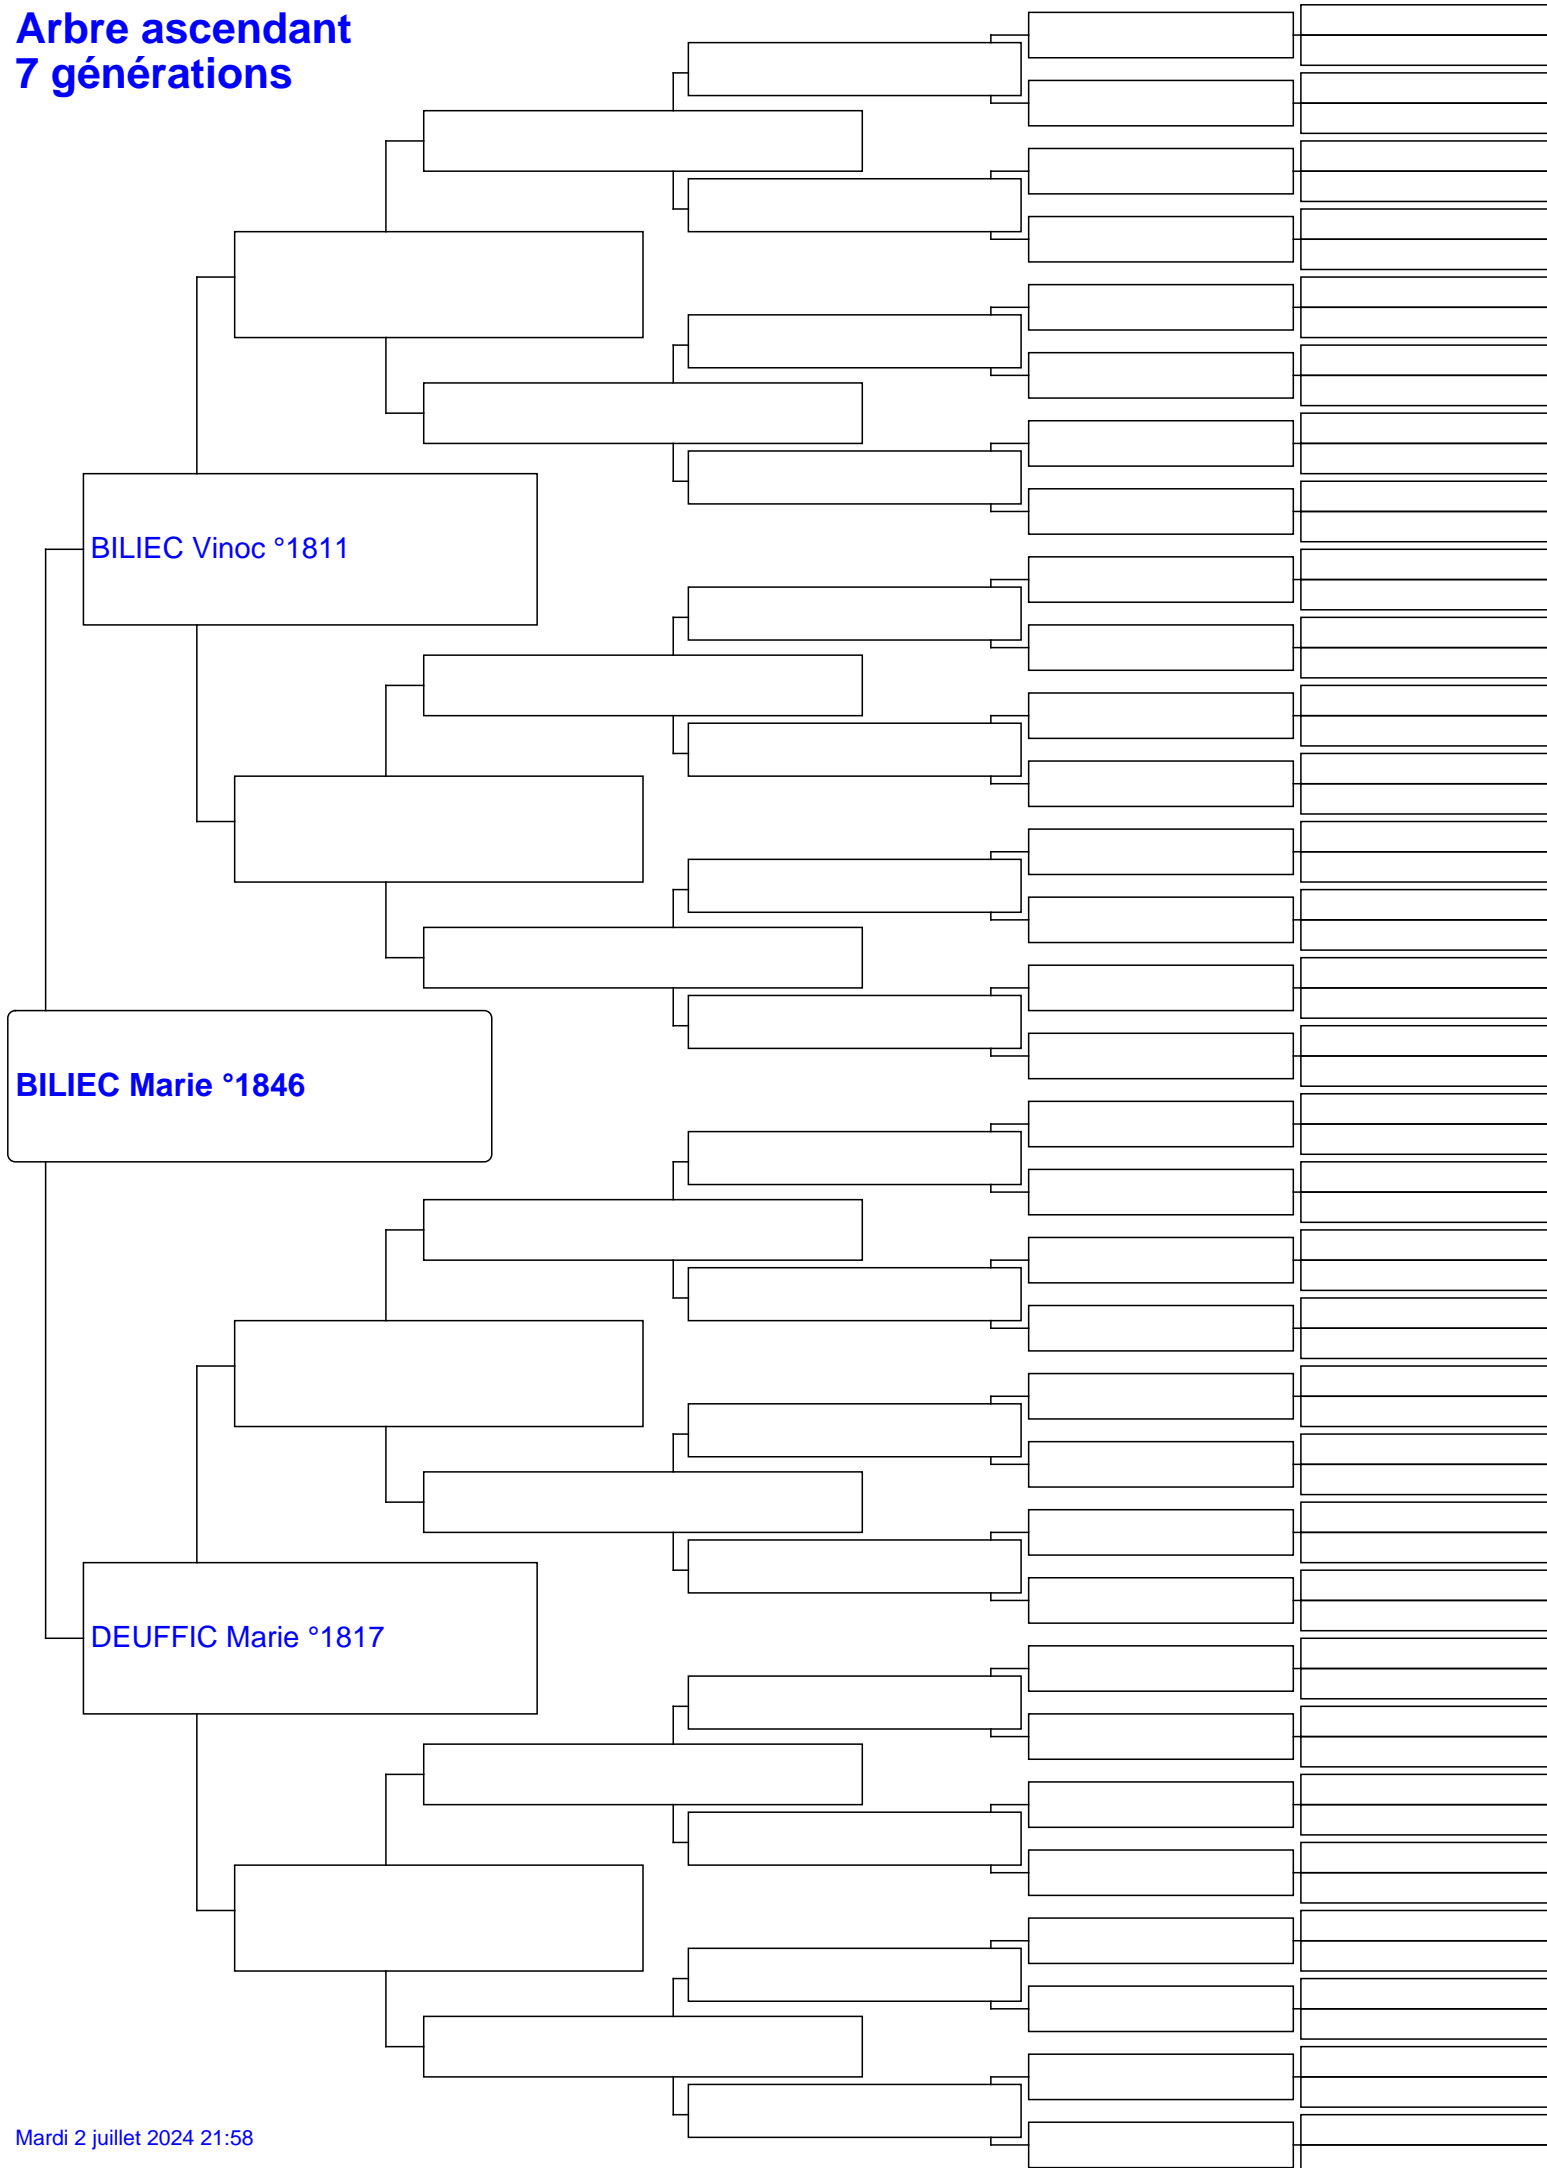 Arbre ascendant
7 générations
BILIEC Vinoc °1811
BILIEC Marie °1846
DEUFFIC Marie °1817
Mardi 2 juillet 2024 21:58